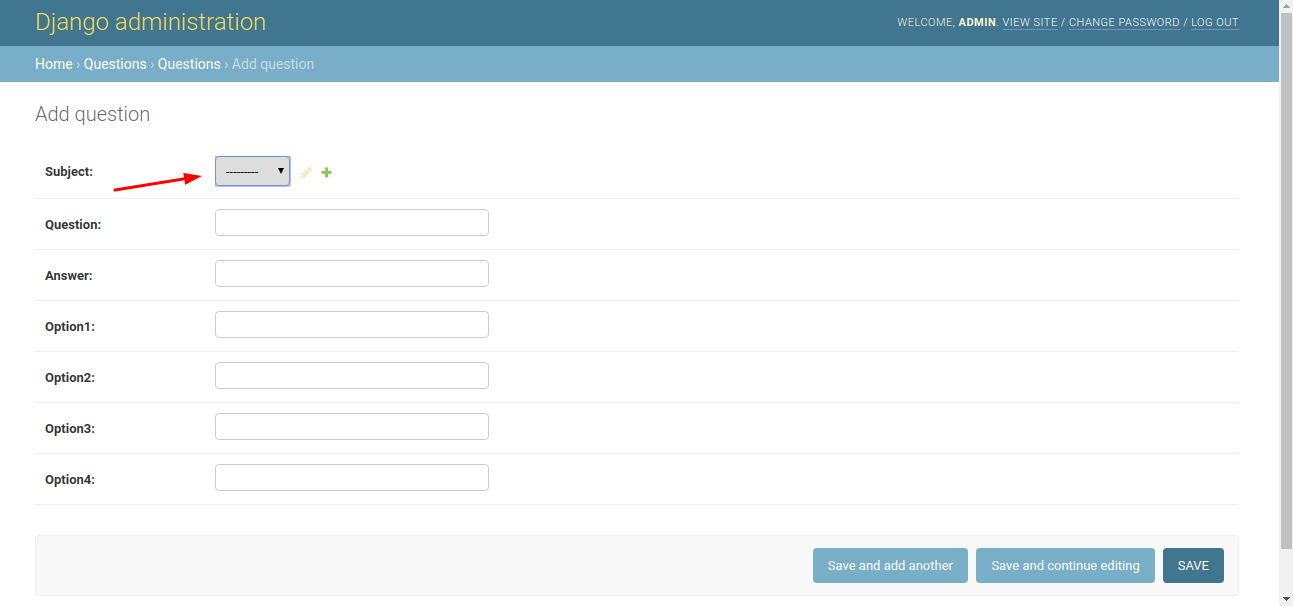 Django administration
WELCOME, ADMIN. VIEW SITE / CHANGE PASSWORD / LOG OUT
Home › Questions › Questions › Add question
Add question
Subject: ---------
Question:
Answer:
Option1:
Option2:
Option3:
Option4:
Save and add another Save and continue editing SAVE